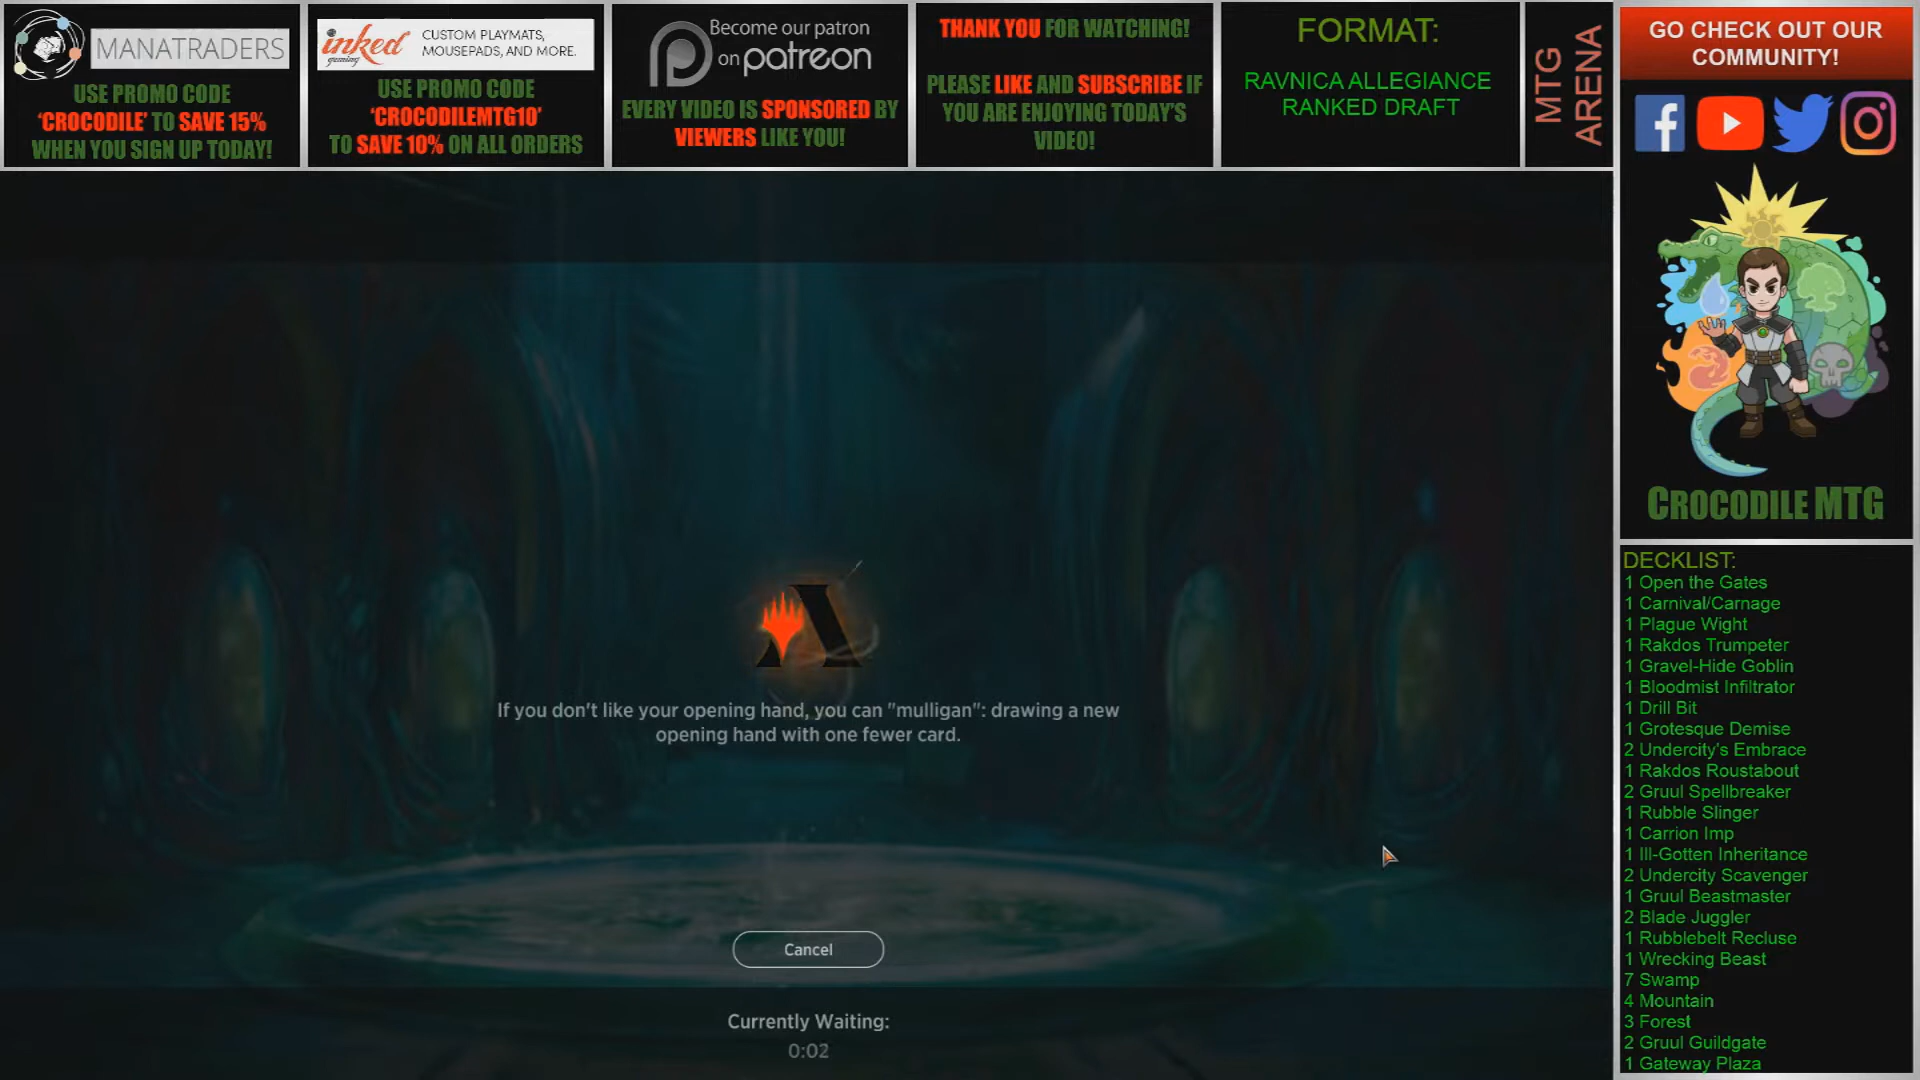 MANATRADERS
USE PROMO CODE
'CROCODILE' TO SAVE 15%
WHEN YOU SIGN UP TODAY!
inked
gaming
CUSTOM PLAYMATS,
MOUSEPADS, AND MORE.
USE PROMO CODE
'CROCODILEMTG10'
TO SAVE 10% ON ALL ORDERS
Become our patron
on patreon
EVERY VIDEO IS SPONSORED BY
VIEWERS LIKE YOU!
THANK YOU FOR WATCHING!
PLEASE LIKE AND SUBSCRIBE IF
YOU ARE ENJOYING TODAY'S
VIDEO!
FORMAT:
RAVNICA ALLEGIANCE
RANKED DRAFT
MTG
ARENA
GO CHECK OUT OUR
COMMUNITY!
CROCODILE MTG
If you don't like your opening hand, you can "mulligan": drawing a new
opening hand with one fewer card.
Cancel
Currently Waiting:
0:02
DECKLIST:
1 Open the Gates
1 Carnival/Carnage
1 Plague Wight
1 Rakdos Trumpeter
1 Gravel-Hide Goblin
1 Bloodmist Infiltrator
1 Drill Bit
1 Grotesque Demise
2 Undercity's Embrace
1 Rakdos Roustabout
2 Gruul Spellbreaker
1 Rubble Slinger
1 Carrion Imp
1 Ill-Gotten Inheritance
2 Undercity Scavenger
1 Gruul Beastmaster
2 Blade Juggler
1 Rubblebelt Recluse
1 Wrecking Beast
7 Swamp
4 Mountain
3 Forest
2 Gruul Guildgate
1 Gateway Plaza